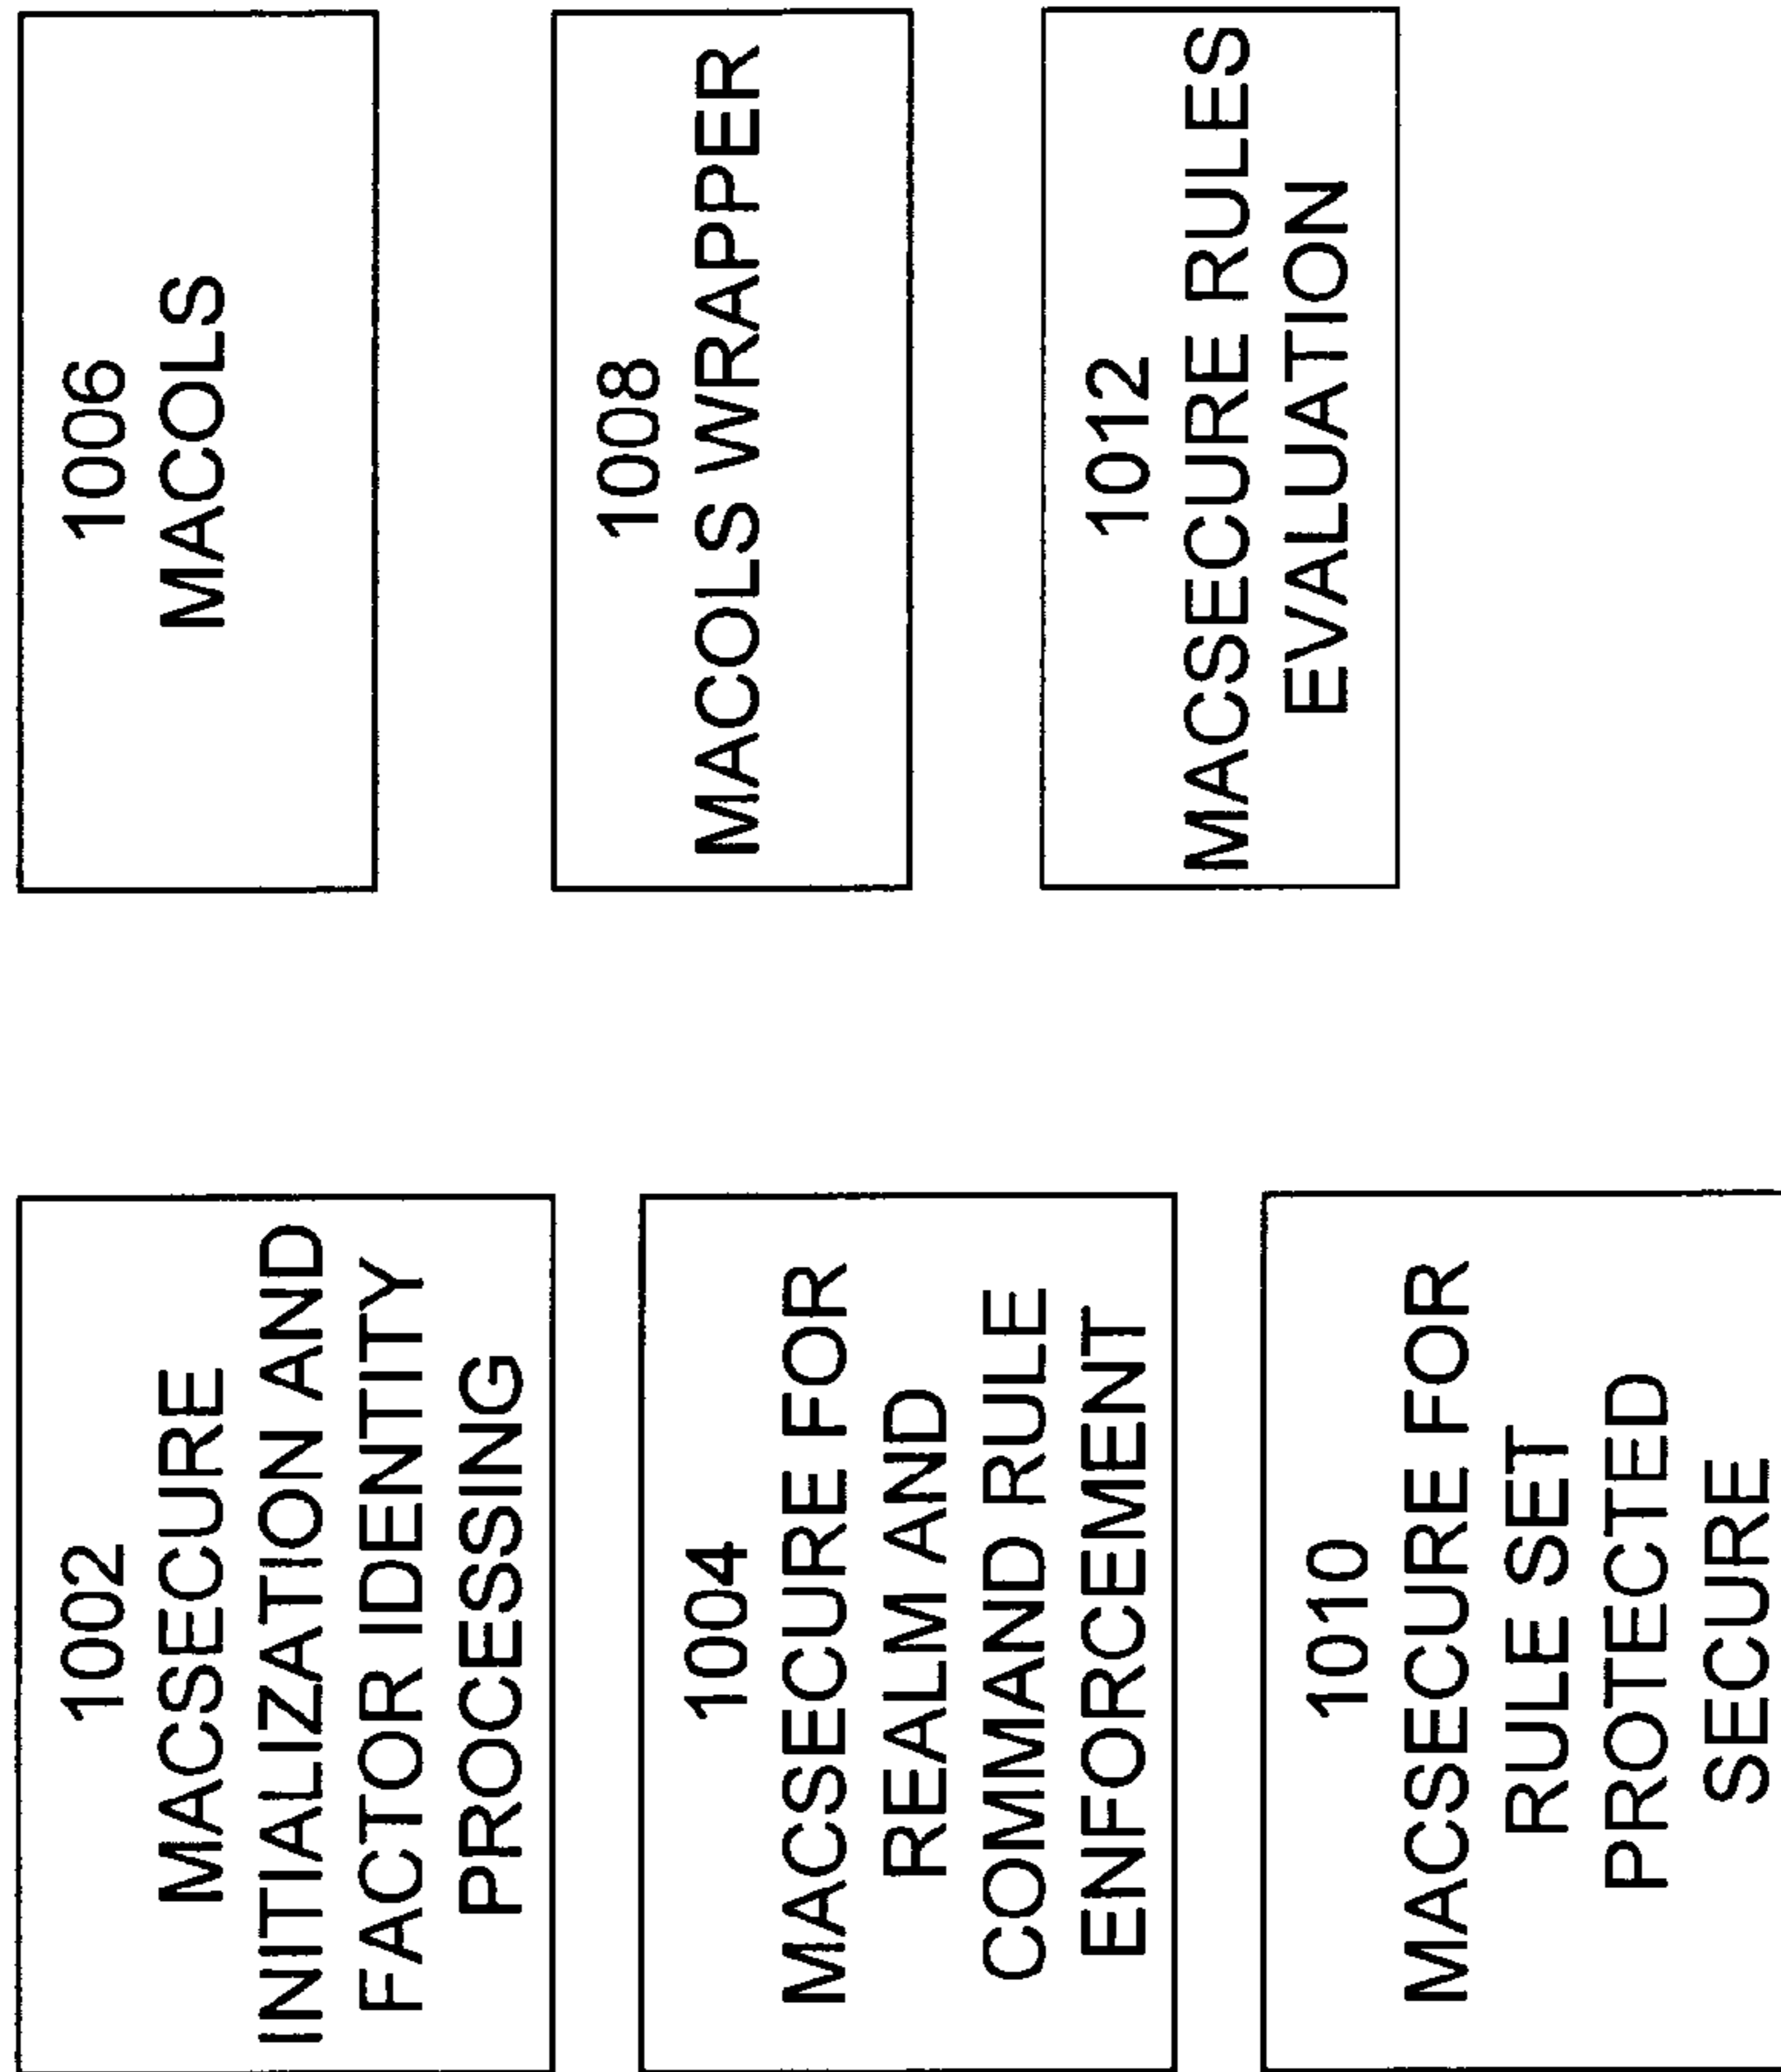 1002
MACSECURE
INITIALIZATION AND
FACTOR IDENTITY
PROCESSING
1004
MACSECURE FOR
REALM AND
COMMAND RULE
ENFORCEMENT
1010
MACSECURE FOR
RULE SET
PROTECTED
SECURE
1006
MACOLS
1008
MACOLS WRAPPER
1012
MACSECURE RULES
EVALUATION